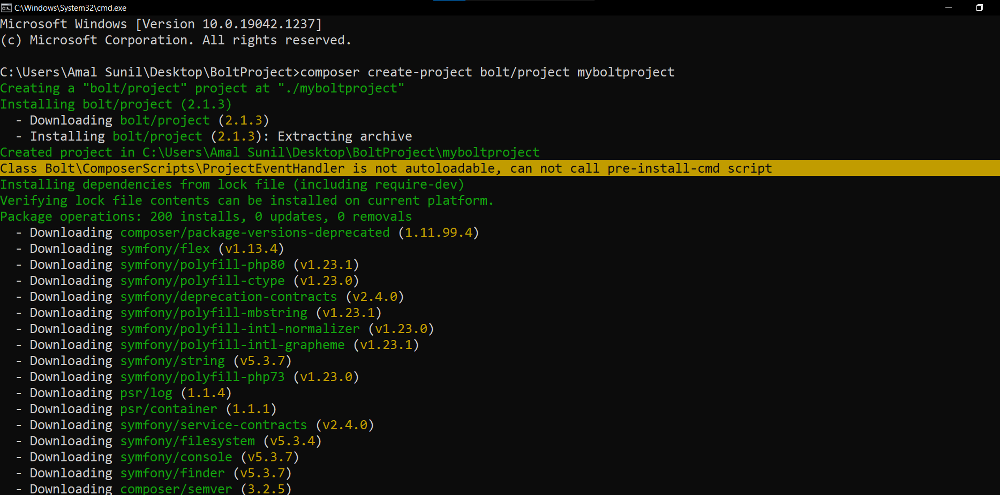 C:\Windows\System32\cmd.exe
Microsoft Windows [Version 10.0.19042.1237]
(c) Microsoft Corporation. All rights reserved.
C:\Users\Amal Sunil\Desktop\BoltProject>composer create-project bolt/project myboltproject
Creating a "bolt/project" project at "./myboltproject"
Installing bolt/project (2.1.3)
- Downloading bolt/project (2.1.3)
- Installing bolt/project (2.1.3): Extracting archive
Created project in C:\Users\Amal Sunil\Desktop\BoltProject\myboltproject
Class Bolt\ComposerScripts\ProjectEventHandler is not autoloadable, can not call pre-install-cmd script
Installing dependencies from lock file (including require-dev)
Verifying lock file contents can be installed on current platform.
Package operations: 200 installs, 0 updates, 0 removals
- Downloading composer/package-versions-deprecated (1.11.99.4)
- Downloading symfony/flex (v1.13.4)
- Downloading symfony/polyfill-php80 (v1.23.1)
- Downloading symfony/polyfill-ctype (v1.23.0)
- Downloading symfony/deprecation-contracts (v2.4.0)
- Downloading symfony/polyfill-mbstring (v1.23.1)
- Downloading symfony/polyfill-intl-normalizer (v1.23.0)
- Downloading symfony/polyfill-intl-grapheme (v1.23.1)
- Downloading symfony/string (v5.3.7)
- Downloading symfony/polyfill-php73 (v1.23.0)
- Downloading psr/log (1.1.4)
- Downloading psr/container (1.1.1)
- Downloading symfony/service-contracts (v2.4.0)
- Downloading symfony/filesystem (v5.3.4)
- Downloading symfony/console (v5.3.7)
- Downloading symfony/finder (v5.3.7)
- Downloading composer/semver (3.2.5)